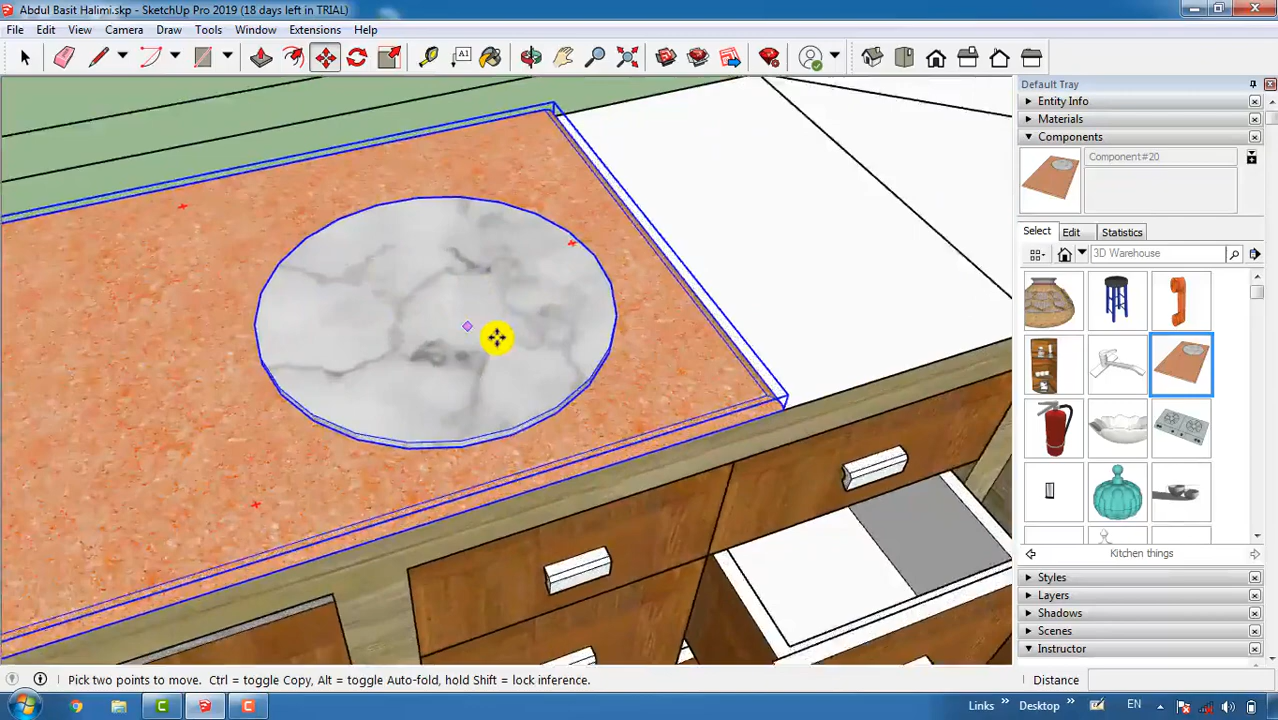 Abdul Basit Halimi.skp - SketchUp Pro 2019 (18 days left in TRIAL)
File Edit View Camera Draw Tools Window Extensions Help
A1
Default Tray
Entity Info
Materials
Components
Component#20
Select Edit Statistics
3D Warehouse
Kitchen things
Styles
Layers
Shadows
Scenes
Instructor
Pick two points to move. Ctrl = toggle Copy, Alt = toggle Auto-fold, hold Shift = lock inference.
Distance
Links » Desktop » EN